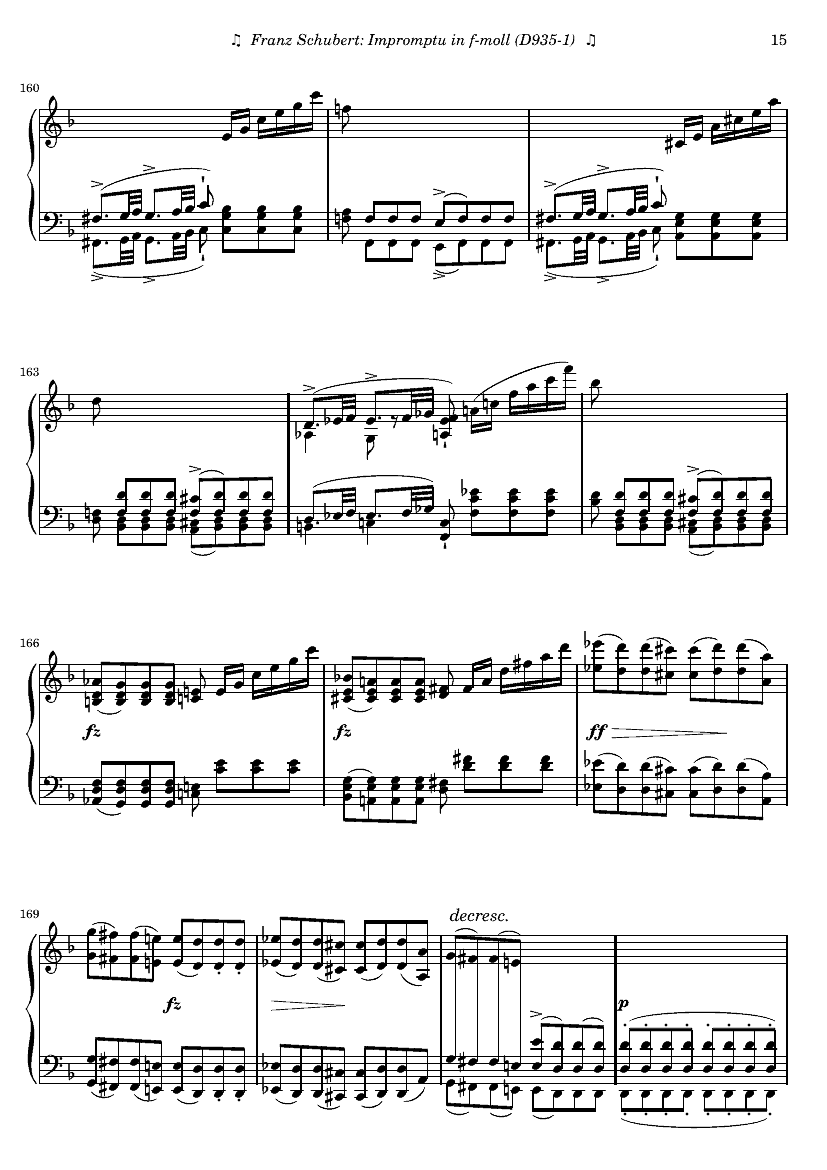 ♫ Franz Schubert: Impromptu in f-moll (D935-1) ♫ 15
160
163
166
fz fz ff
169
decresc.
fz p